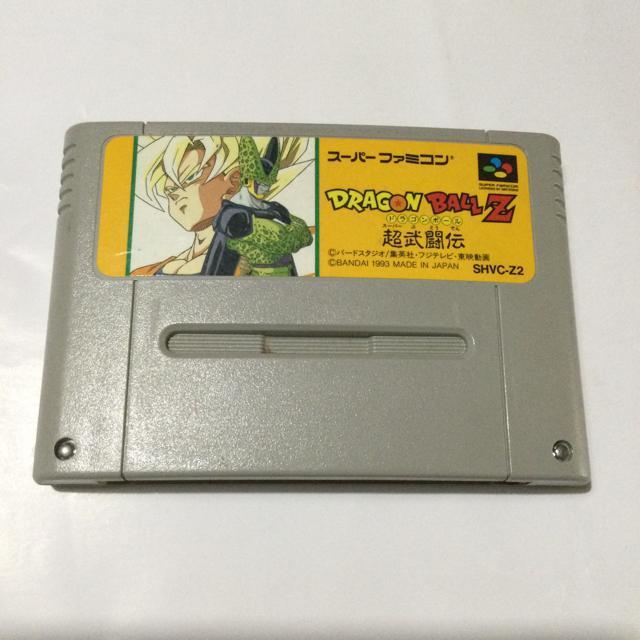 スーパーファミコン®
SUPER FAMICOM
DRAGON BALL Z
ドラゴンボール
スーパー ぶ とう でん
超武闘伝
©バードスタジオ/集英社・フジテレビ・東映動画
©BANDAI 1993 MADE IN JAPAN
SHVC-Z2